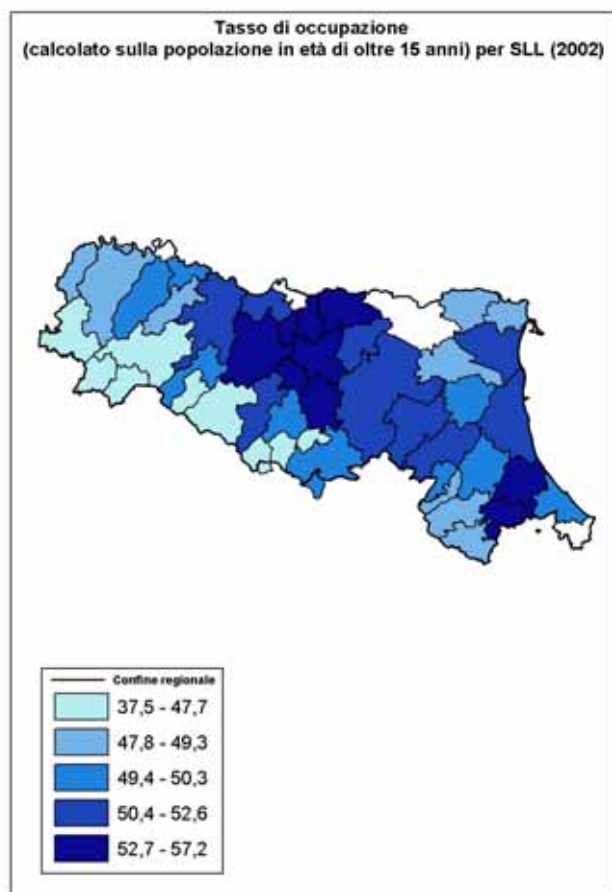 Tasso di occupazione
(calcolato sulla popolazione in età di oltre 15 anni) per SLL (2002)
Confine regionale
37,5 - 47,7
47,8 - 49,3
49,4 - 50,3
50,4 - 52,6
52,7 - 57,2